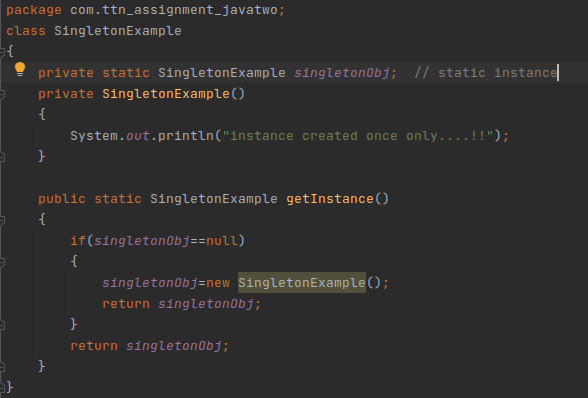 package com.ttn_assignment_javatwo;
class SingletonExample
{
    private static SingletonExample singletonObj;  // static instance
    private SingletonExample()
    {
        System.out.println("instance created once only....!!");
    }

    public static SingletonExample getInstance()
    {
        if(singletonObj==null)
        {
            singletonObj=new SingletonExample();
            return singletonObj;
        }
        return singletonObj;
    }
}